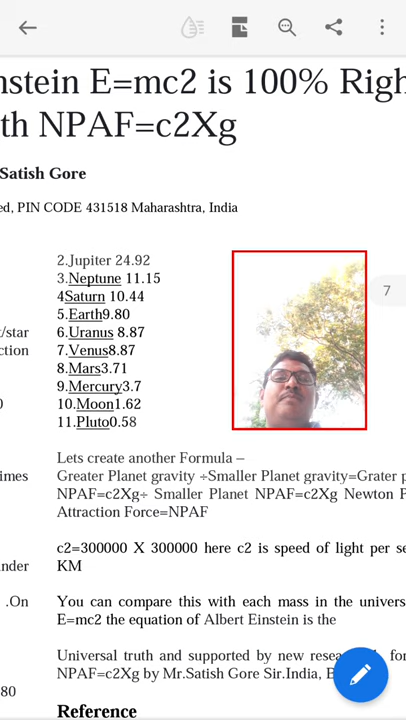 nstein E=mc2 is 100% Righ
th NPAF=c2Xg
Satish Gore
ed, PIN CODE 431518 Maharashtra, India
2.Jupiter 24.92
3.Neptune 11.15
4Saturn 10.44
5.Earth9.80
t/star
6.Uranus 8.87
ction
7.Venus8.87
8.Mars3.71
9.Mercury3.7
0
10.Moon1.62
11.Pluto0.58
7
Lets create another Formula –
imes
Greater Planet gravity ÷Smaller Planet gravity=Grater p
NPAF=c2Xg÷ Smaller Planet NPAF=c2Xg Newton P
Attraction Force=NPAF
c2=300000 X 300000 here c2 is speed of light per se
nder
KM
.On
You can compare this with each mass in the univers
E=mc2 the equation of Albert Einstein is the
Universal truth and supported by new resea for
NPAF=c2Xg by Mr.Satish Gore Sir.India, B
80
Reference